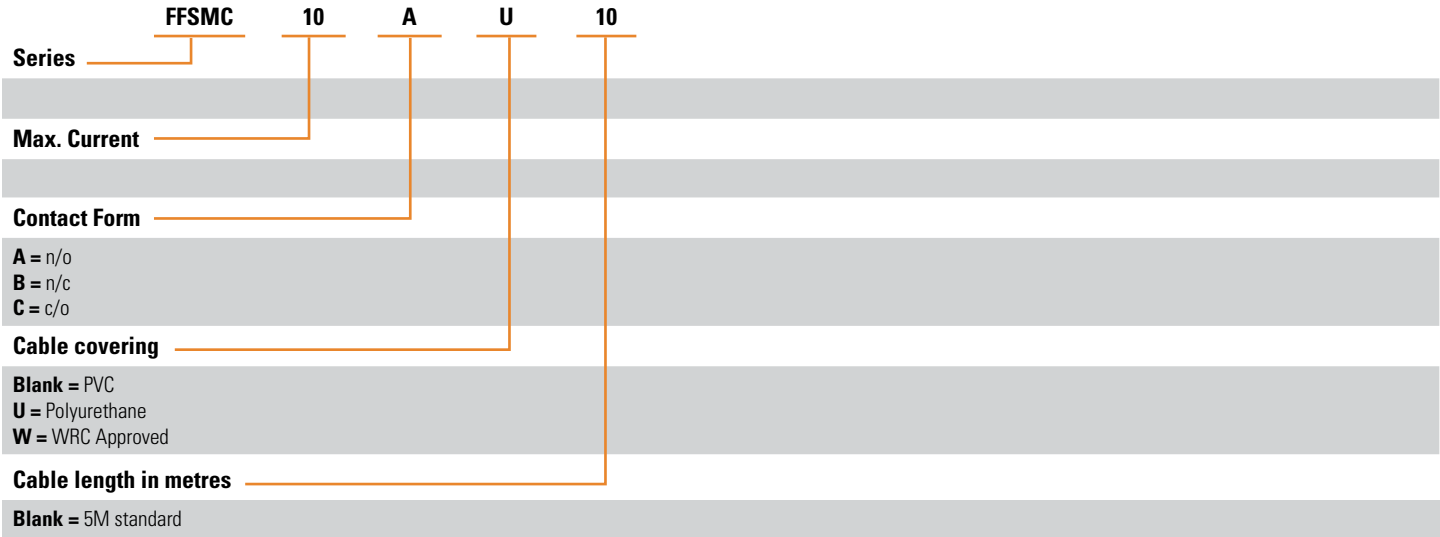 FFSMC 10 A U 10
Series
Max. Current
Contact Form
A = n/o
B = n/c
C = c/o
Cable covering
Blank = PVC
U = Polyurethane
W = WRC Approved
Cable length in metres
Blank = 5M standard